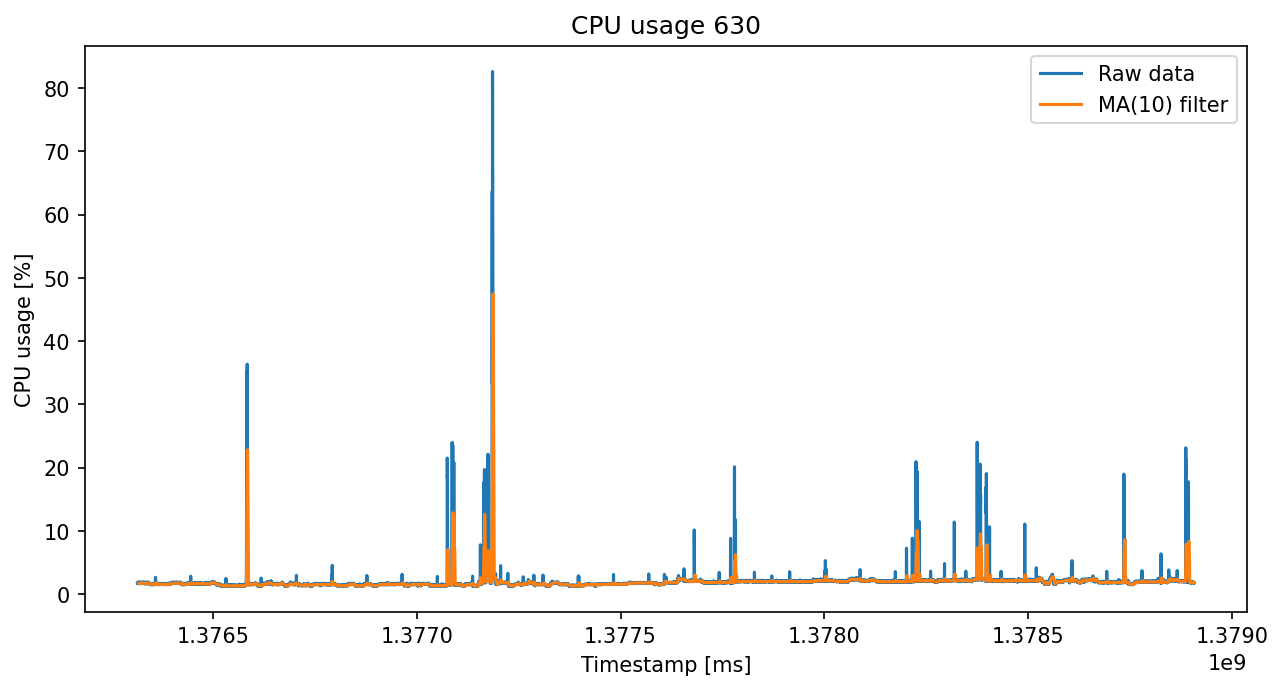 CPU usage 630
Raw data
MA(10) filter
CPU usage [%]
80
70
60
50
40
30
20
10
0
1.3765 1.3770 1.3775 1.3780 1.3785 1.3790
1e9
Timestamp [ms]